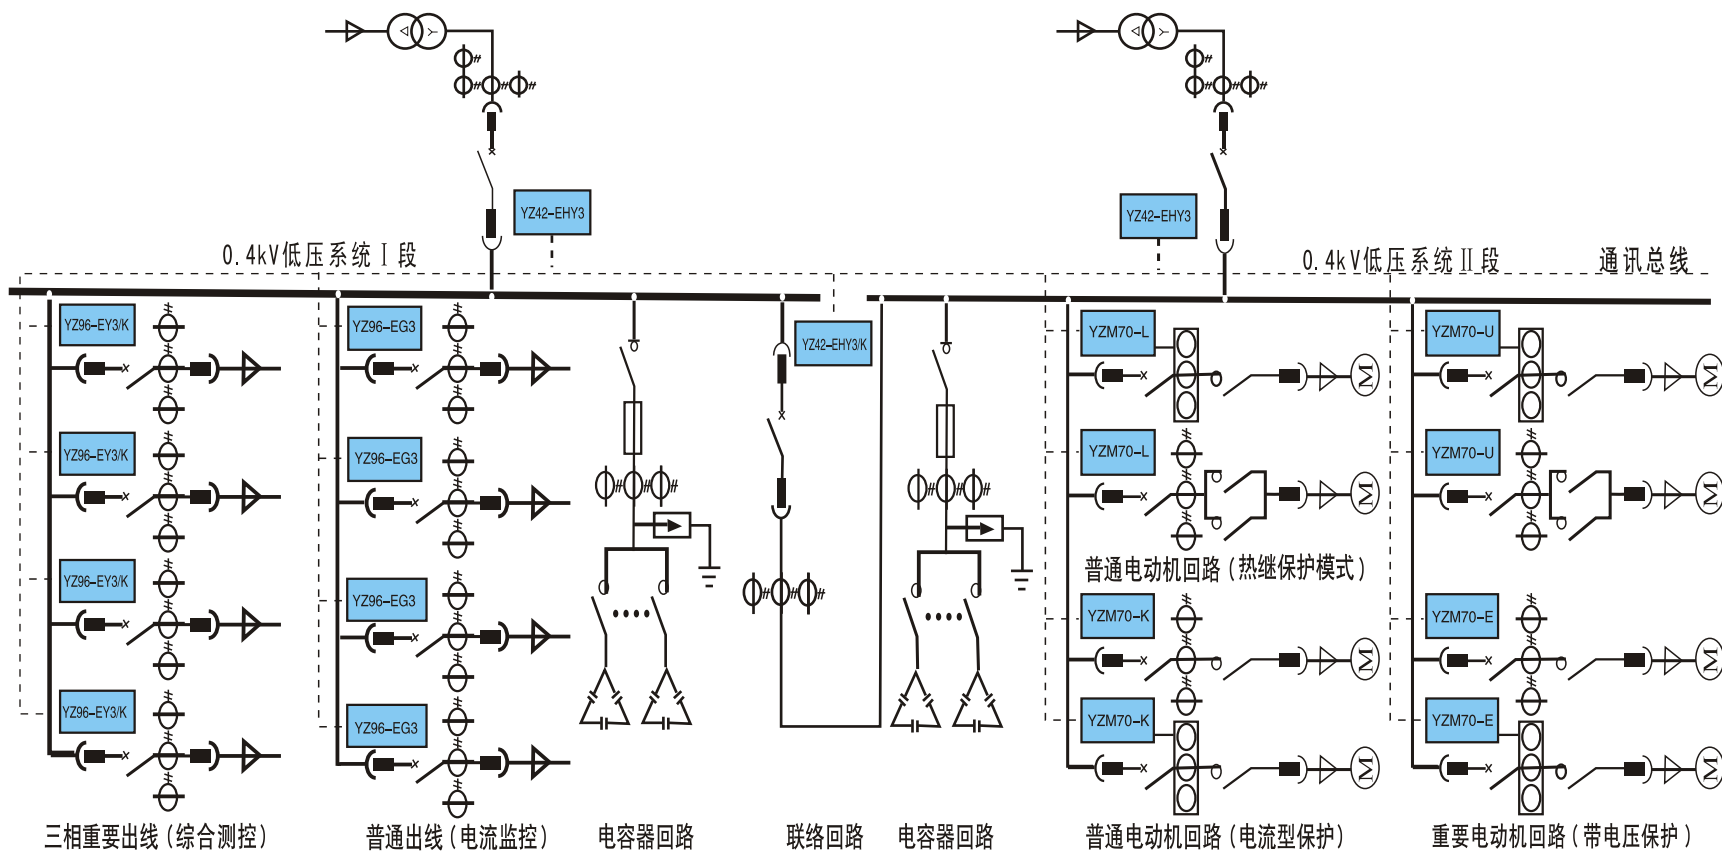 YZ42-EHY3
YZ42-EHY3
0.4kV低压系统Ⅰ段
0.4kV低压系统Ⅱ段
通讯总线
YZ96-EY3/K
YZ96-EG3
YZ42-EHY3/K
YZM70-L
YZM70-U
M
M
YZ96-EY3/K
YZ96-EG3
YZM70-L
YZM70-U
M
M
普通电动机回路(热继保护模式)
YZ96-EY3/K
YZ96-EG3
YZM70-K
YZM70-E
M
M
YZ96-EY3/K
YZ96-EG3
YZM70-K
YZM70-E
M
M
三相重要出线(综合测控)
普通出线(电流监控)
电容器回路
联络回路
电容器回路
普通电动机回路(电流型保护)
重要电动机回路(带电压保护)